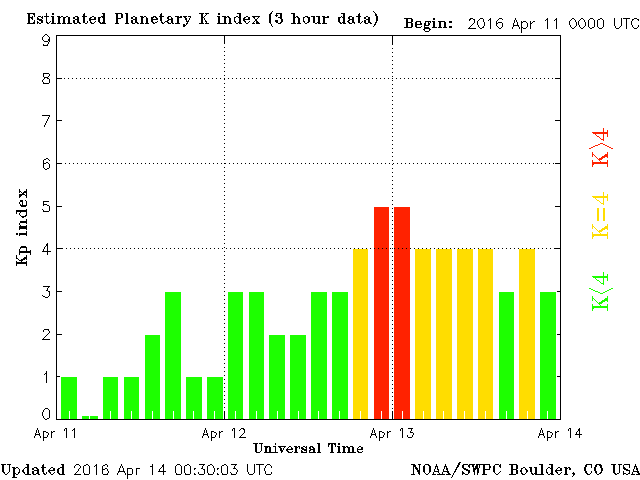 Estimated Planetary K index (3 hour data) Begin: 2016 Apr 11 0000 UTC
9
8
7
6
5
4
3
2
1
0
Kp index
K>4
K=4
K<4
Apr 11 Apr 12 Apr 13 Apr 14
Universal Time
Updated 2016 Apr 14 00:30:03 UTC NOAA/SWPC Boulder, CO USA